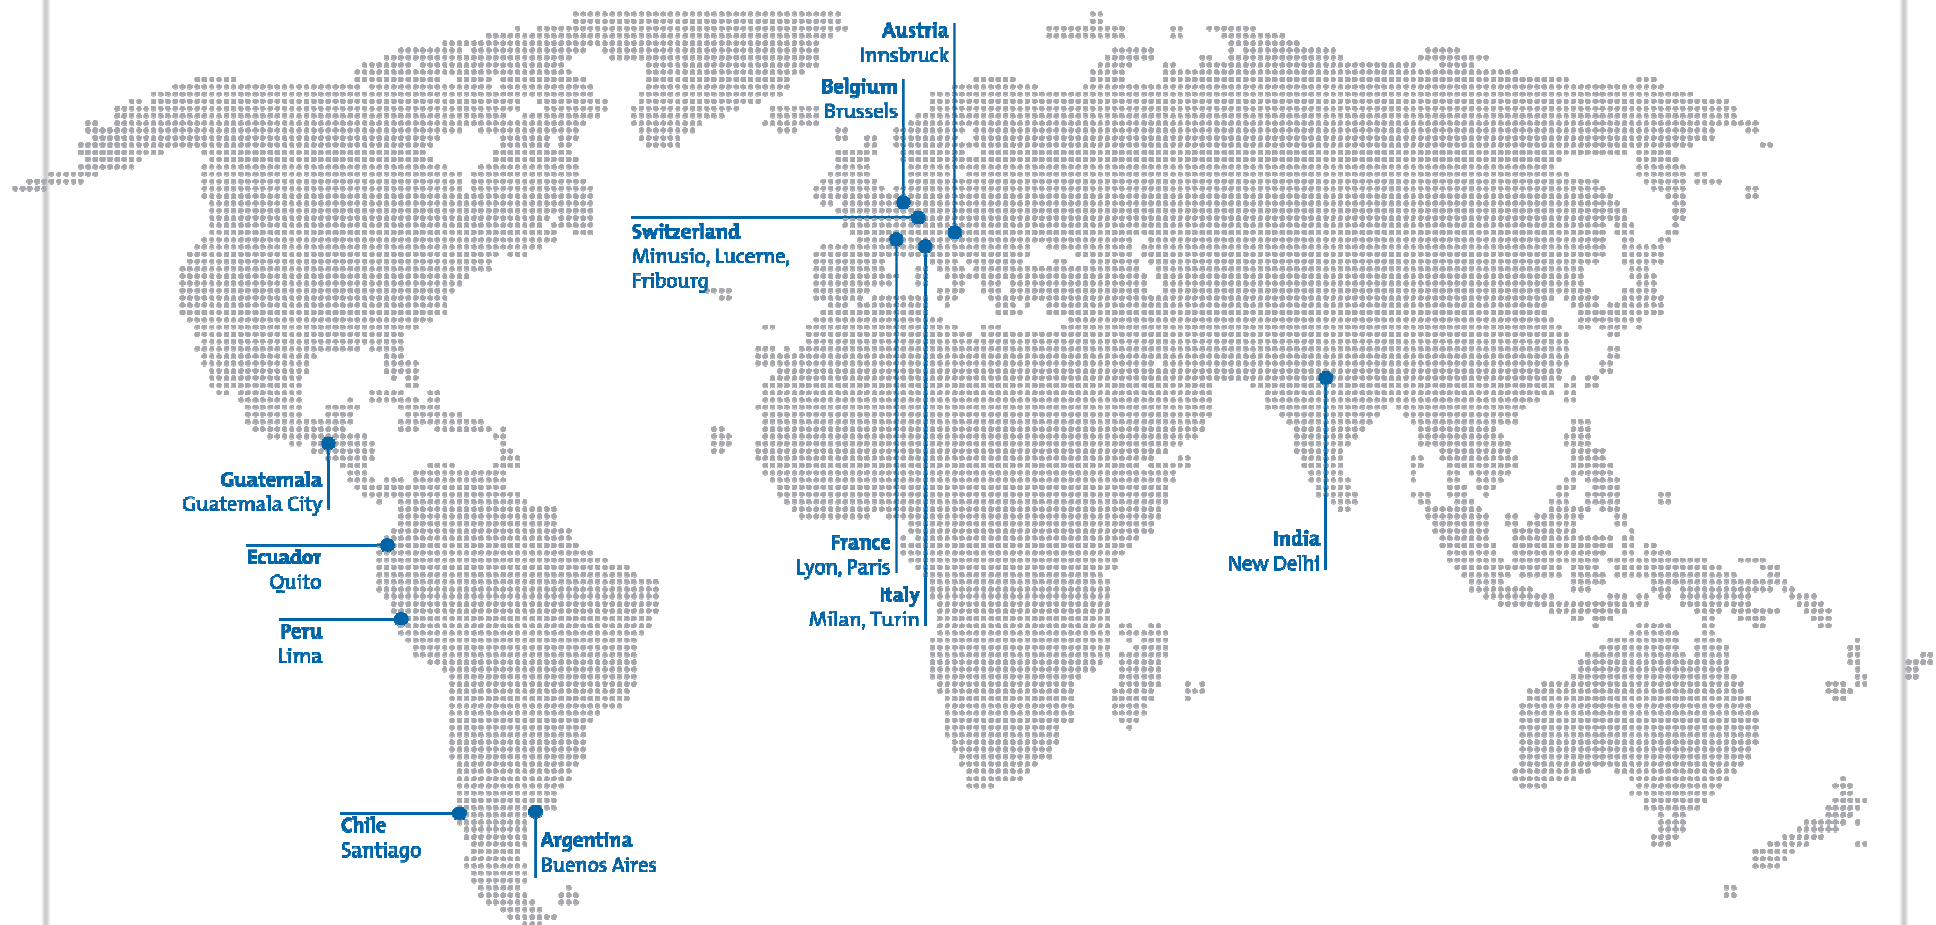 Austria
Innsbruck
Belgium
Brussels
Switzerland
Minusio, Lucerne,
Fribourg
Guatemala
Guatemala City
Ecuador
Quito
Peru
Lima
France
Lyon, Paris
Italy
Milan, Turin
India
New Delhi
Chile
Santiago
Argentina
Buenos Aires